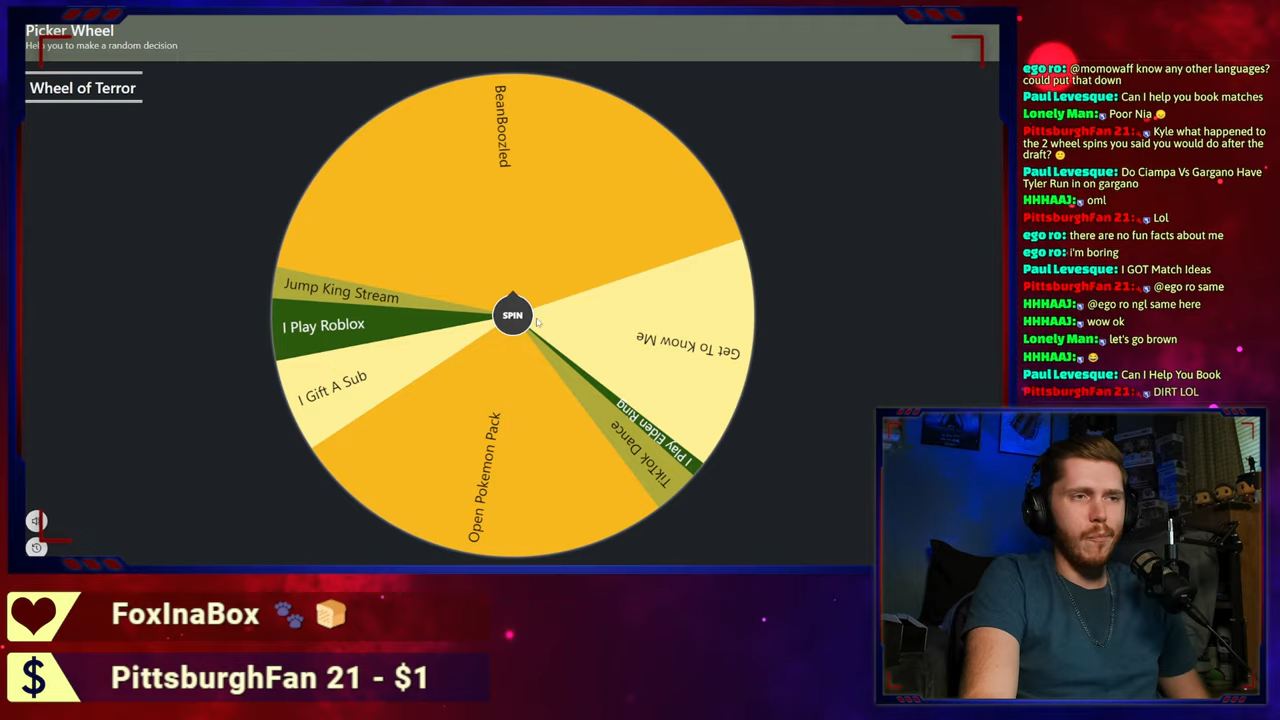 Picker Wheel
Help you to make a random decision
Wheel of Terror
BeanBoozled
Get To Know Me
I Play Elden Ring
TikTok Dance
Open Pokemon Pack
I Gift A Sub
I Play Roblox
Jump King Stream
SPIN
ego ro: @momowaff know any other languages?
could put that down
Paul Levesque: Can I help you book matches
Lonely Man: Poor Nia 😔
PittsburghFan 21: Kyle what happened to
the 2 wheel spins you said you would do after the
draft? 🙁
Paul Levesque: Do Ciampa Vs Gargano Have
Tyler Run in on gargano
HHHAAJ: oml
PittsburghFan 21: Lol
ego ro: there are no fun facts about me
ego ro: i'm boring
Paul Levesque: I GOT Match Ideas
PittsburghFan 21: @ego ro same
HHHAAJ: @ego ro ngl same here
HHHAAJ: wow ok
Lonely Man: let's go brown
HHHAAJ: 😂
Paul Levesque: Can I Help You Book
PittsburghFan 21: DIRT LOL
FoxInaBox 🐾 🍞
$ PittsburghFan 21 - $1